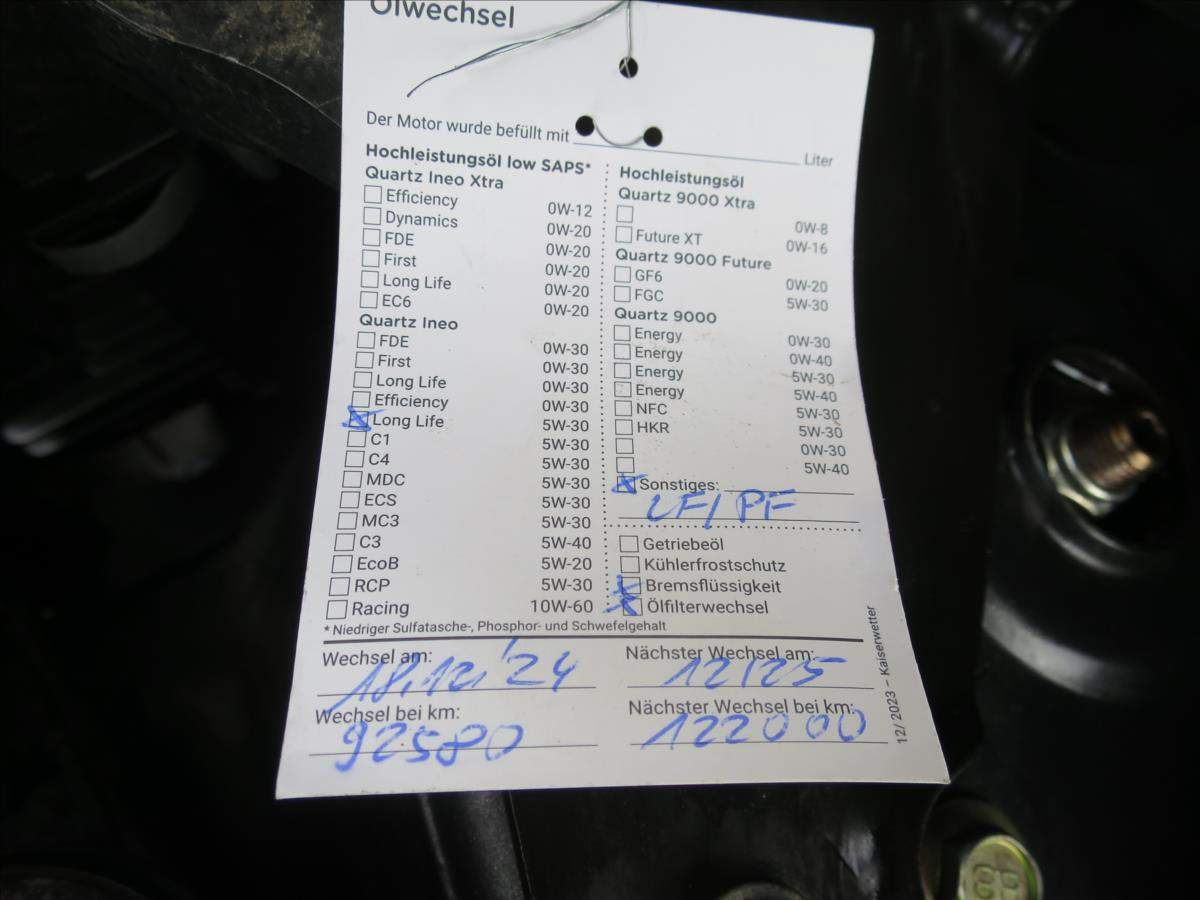 Ölwechsel
Der Motor wurde befüllt mit Liter
Hochleistungsöl low SAPS*
Quartz Ineo Xtra
Efficiency 0W-12
Dynamics 0W-20
FDE 0W-20
First 0W-20
Long Life 0W-20
EC6 0W-20
Quartz Ineo
FDE 0W-30
First 0W-30
Long Life 0W-30
Efficiency 0W-30
Long Life 5W-30
C1 5W-30
C4 5W-30
MDC 5W-30
ECS 5W-30
MC3 5W-30
C3 5W-40
EcoB 5W-20
RCP 5W-30
Racing 10W-60
Hochleistungsöl
Quartz 9000 Xtra
0W-8
Future XT 0W-16
Quartz 9000 Future
GF6 0W-20
FGC 5W-30
Quartz 9000
Energy 0W-30
Energy 0W-40
Energy 5W-30
Energy 5W-40
NFC 5W-30
HKR 5W-30
0W-30
5W-40
Sonstiges:
LF/PF
Getriebeöl
Kühlerfrostschutz
Bremsflüssigkeit
Ölfilterwechsel
* Niedriger Sulfatasche-, Phosphor- und Schwefelgehalt
Wechsel am: 18.12.'24
Nächster Wechsel am: 12/25
Wechsel bei km: 92580
Nächster Wechsel bei km: 122000
12/ 2023 – Kaiserwetter